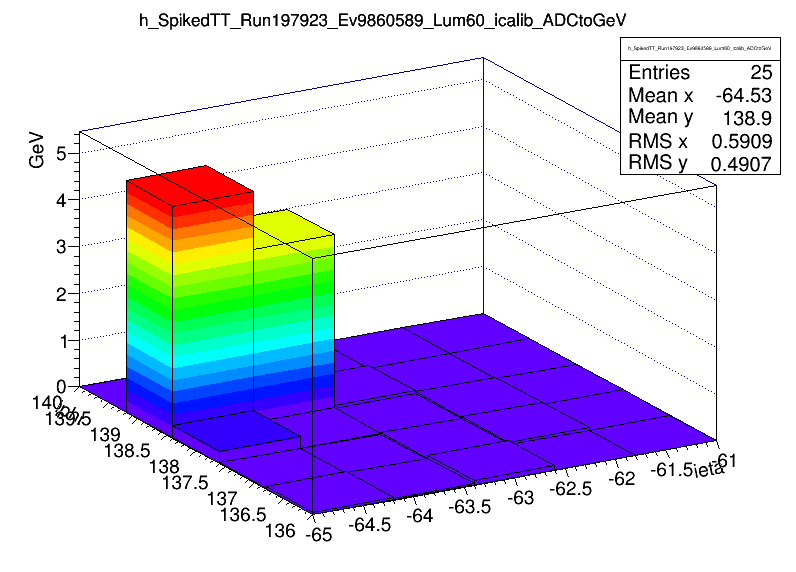 h_SpikedTT_Run197923_Ev9860589_Lum60_icalib_ADCtoGeV
h_SpikedTT_Run197923_Ev9860589_Lum60_icalib_ADCtoGeV
Entries 25
Mean x -64.53
Mean y 138.9
RMS x 0.5909
RMS y 0.4907
GeV
5
4
3
2
1
0
140
139.5
139
138.5
138
137.5
137
136.5
136
-65
-64.5
-64
-63.5
-63
-62.5
-62
-61.5
-61
ieta